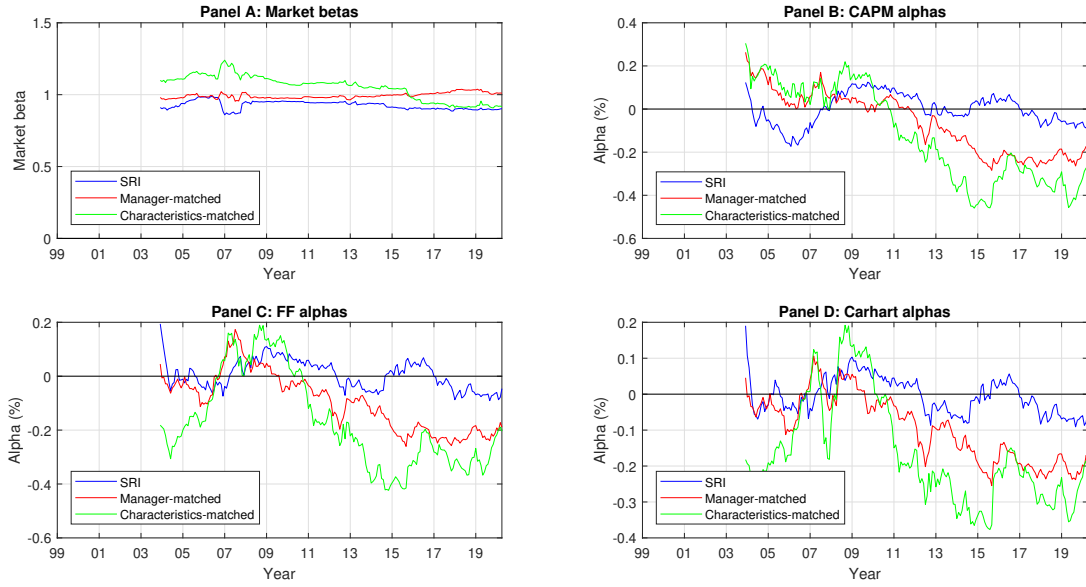 Panel A: Market betas
1.5
1
0.5
0
Market beta
SRI
Manager-matched
Characteristics-matched
99 01 03 05 07 09 11 13 15 17 19
Year
Panel B: CAPM alphas
0.4
0.2
0
-0.2
-0.4
-0.6
Alpha (%)
SRI
Manager-matched
Characteristics-matched
99 01 03 05 07 09 11 13 15 17 19
Year
Panel C: FF alphas
0.2
0
-0.2
-0.4
-0.6
Alpha (%)
SRI
Manager-matched
Characteristics-matched
99 01 03 05 07 09 11 13 15 17 19
Year
Panel D: Carhart alphas
0.2
0.1
0
-0.1
-0.2
-0.3
-0.4
Alpha (%)
SRI
Manager-matched
Characteristics-matched
99 01 03 05 07 09 11 13 15 17 19
Year